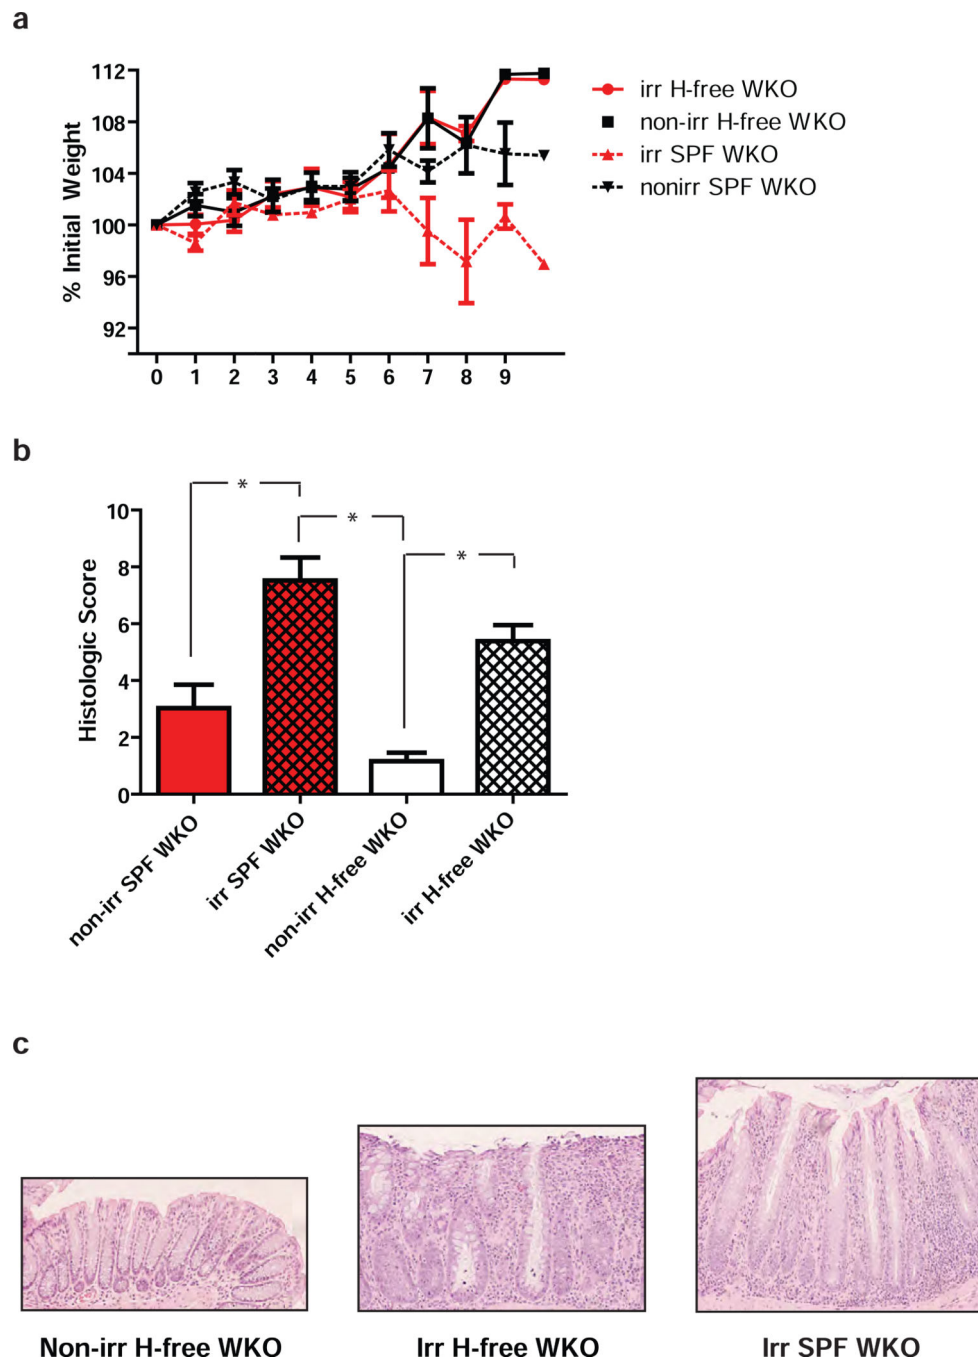 a
% Initial Weight
112
108
104
100
96
92
0 1 2 3 4 5 6 7 8 9
irr H-free WKO
non-irr H-free WKO
irr SPF WKO
nonirr SPF WKO
b
Histologic Score
10
8
6
4
2
0
*
*
*
non-irr SPF WKO
irr SPF WKO
non-irr H-free WKO
irr H-free WKO
c
Non-irr H-free WKO
Irr H-free WKO
Irr SPF WKO